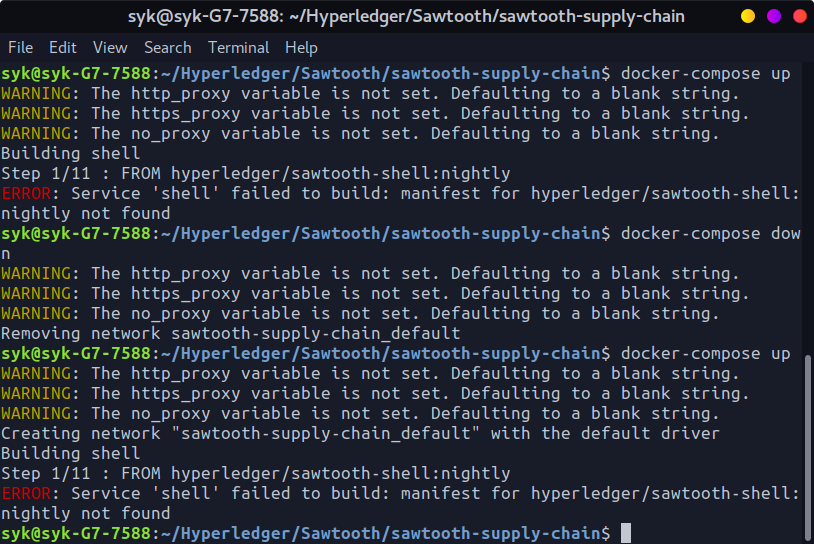 syk@syk-G7-7588: ~/Hyperledger/Sawtooth/sawtooth-supply-chain
File Edit View Search Terminal Help
syk@syk-G7-7588:~/Hyperledger/Sawtooth/sawtooth-supply-chain$ docker-compose up
WARNING: The http_proxy variable is not set. Defaulting to a blank string.
WARNING: The https_proxy variable is not set. Defaulting to a blank string.
WARNING: The no_proxy variable is not set. Defaulting to a blank string.
Building shell
Step 1/11 : FROM hyperledger/sawtooth-shell:nightly
ERROR: Service 'shell' failed to build: manifest for hyperledger/sawtooth-shell:
nightly not found
syk@syk-G7-7588:~/Hyperledger/Sawtooth/sawtooth-supply-chain$ docker-compose dow
n
WARNING: The http_proxy variable is not set. Defaulting to a blank string.
WARNING: The https_proxy variable is not set. Defaulting to a blank string.
WARNING: The no_proxy variable is not set. Defaulting to a blank string.
Removing network sawtooth-supply-chain_default
syk@syk-G7-7588:~/Hyperledger/Sawtooth/sawtooth-supply-chain$ docker-compose up
WARNING: The http_proxy variable is not set. Defaulting to a blank string.
WARNING: The https_proxy variable is not set. Defaulting to a blank string.
WARNING: The no_proxy variable is not set. Defaulting to a blank string.
Creating network "sawtooth-supply-chain_default" with the default driver
Building shell
Step 1/11 : FROM hyperledger/sawtooth-shell:nightly
ERROR: Service 'shell' failed to build: manifest for hyperledger/sawtooth-shell:
nightly not found
syk@syk-G7-7588:~/Hyperledger/Sawtooth/sawtooth-supply-chain$